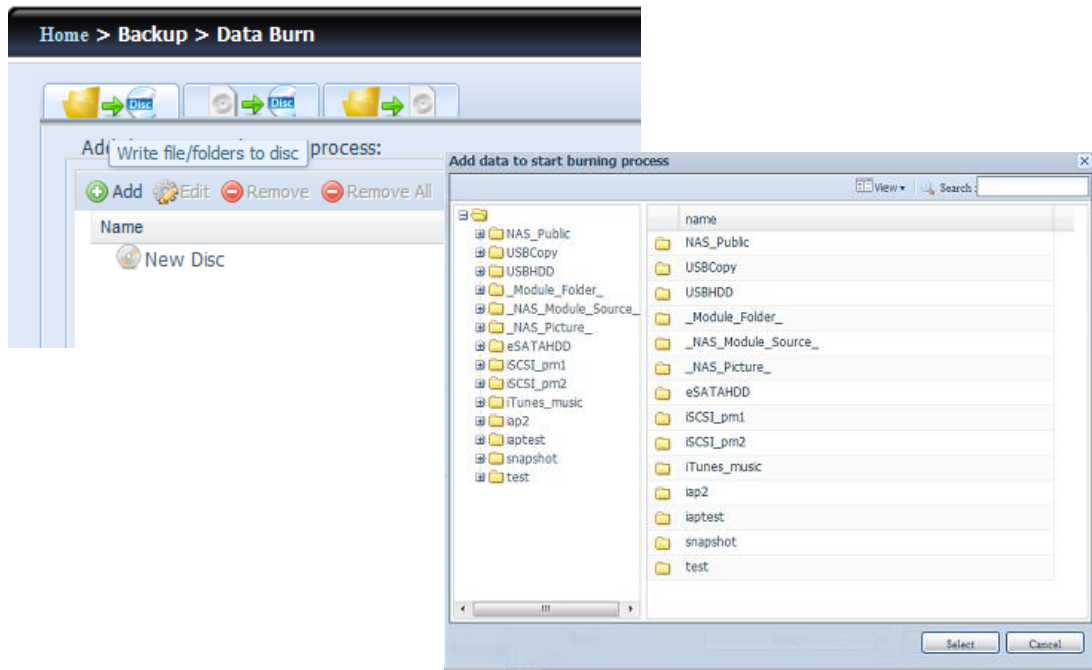 Home > Backup > Data Burn
Disc Disc
Add process:
Write file/folders to disc
Add Edit Remove Remove All
Name
New Disc
Add data to start burning process
View Search :
NAS_Public
USBCopy
USBHDD
_Module_Folder_
_NAS_Module_Source_
_NAS_Picture_
eSATAHDD
iSCSI_pm1
iSCSI_pm2
iTunes_music
iap2
iaptest
snapshot
test
name
NAS_Public
USBCopy
USBHDD
_Module_Folder_
_NAS_Module_Source_
_NAS_Picture_
eSATAHDD
iSCSI_pm1
iSCSI_pm2
iTunes_music
iap2
iaptest
snapshot
test
Select Cancel